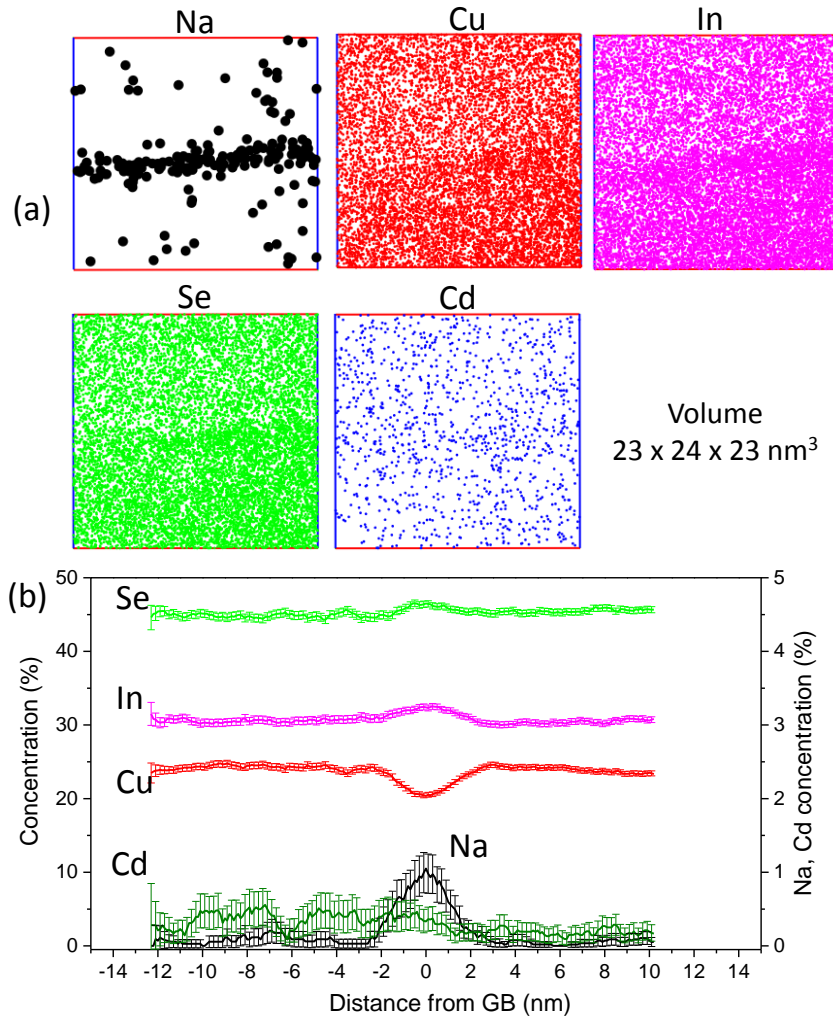 Na Cu In
(a)
Se Cd
Volume
23 x 24 x 23 nm³
(b)
50 5
Se
40 4
In
30 3
Cu
20 2
Cd Na
10 1
0 0
-14 -12 -10 -8 -6 -4 -2 0 2 4 6 8 10 12 14
Distance from GB (nm)
Concentration (%)
Na, Cd concentration (%)